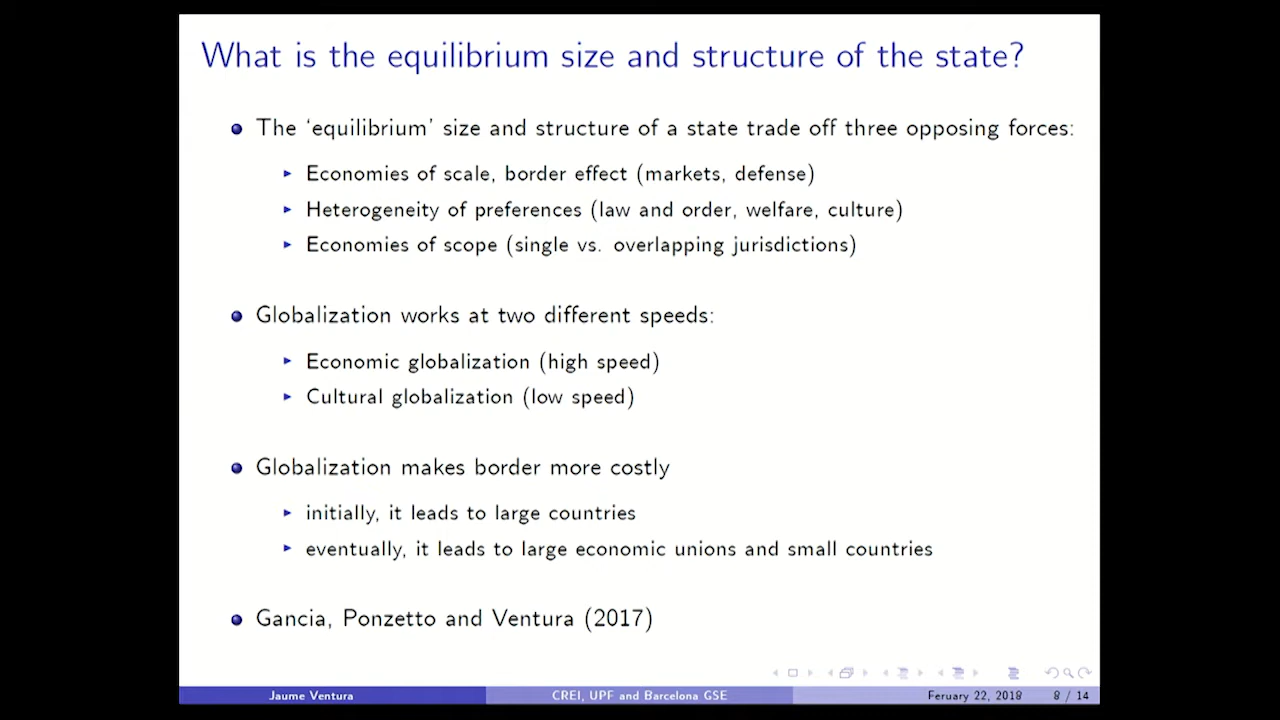 What is the equilibrium size and structure of the state?
The ‘equilibrium’ size and structure of a state trade off three opposing forces:
Economies of scale, border effect (markets, defense)
Heterogeneity of preferences (law and order, welfare, culture)
Economies of scope (single vs. overlapping jurisdictions)
Globalization works at two different speeds:
Economic globalization (high speed)
Cultural globalization (low speed)
Globalization makes border more costly
initially, it leads to large countries
eventually, it leads to large economic unions and small countries
Gancia, Ponzetto and Ventura (2017)
Jaume Ventura CREI, UPF and Barcelona GSE Feruary 22, 2018 8 / 14